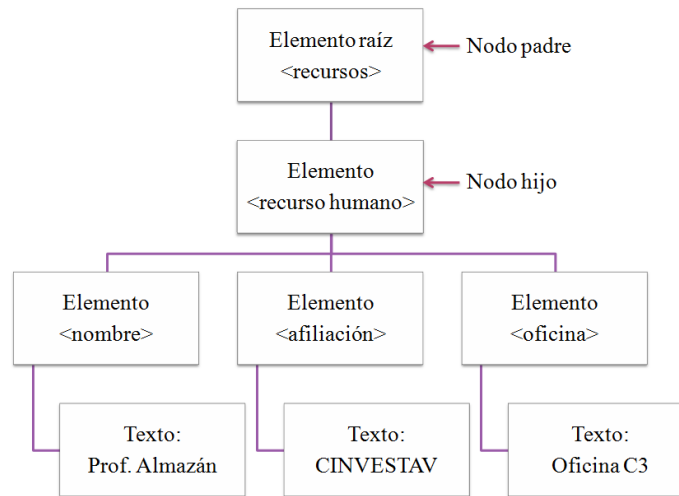 Elemento raíz
<recursos>
Nodo padre
Elemento
<recurso humano>
Nodo hijo
Elemento
<nombre>
Elemento
<afiliación>
Elemento
<oficina>
Texto:
Prof. Almazán
Texto:
CINVESTAV
Texto:
Oficina C3